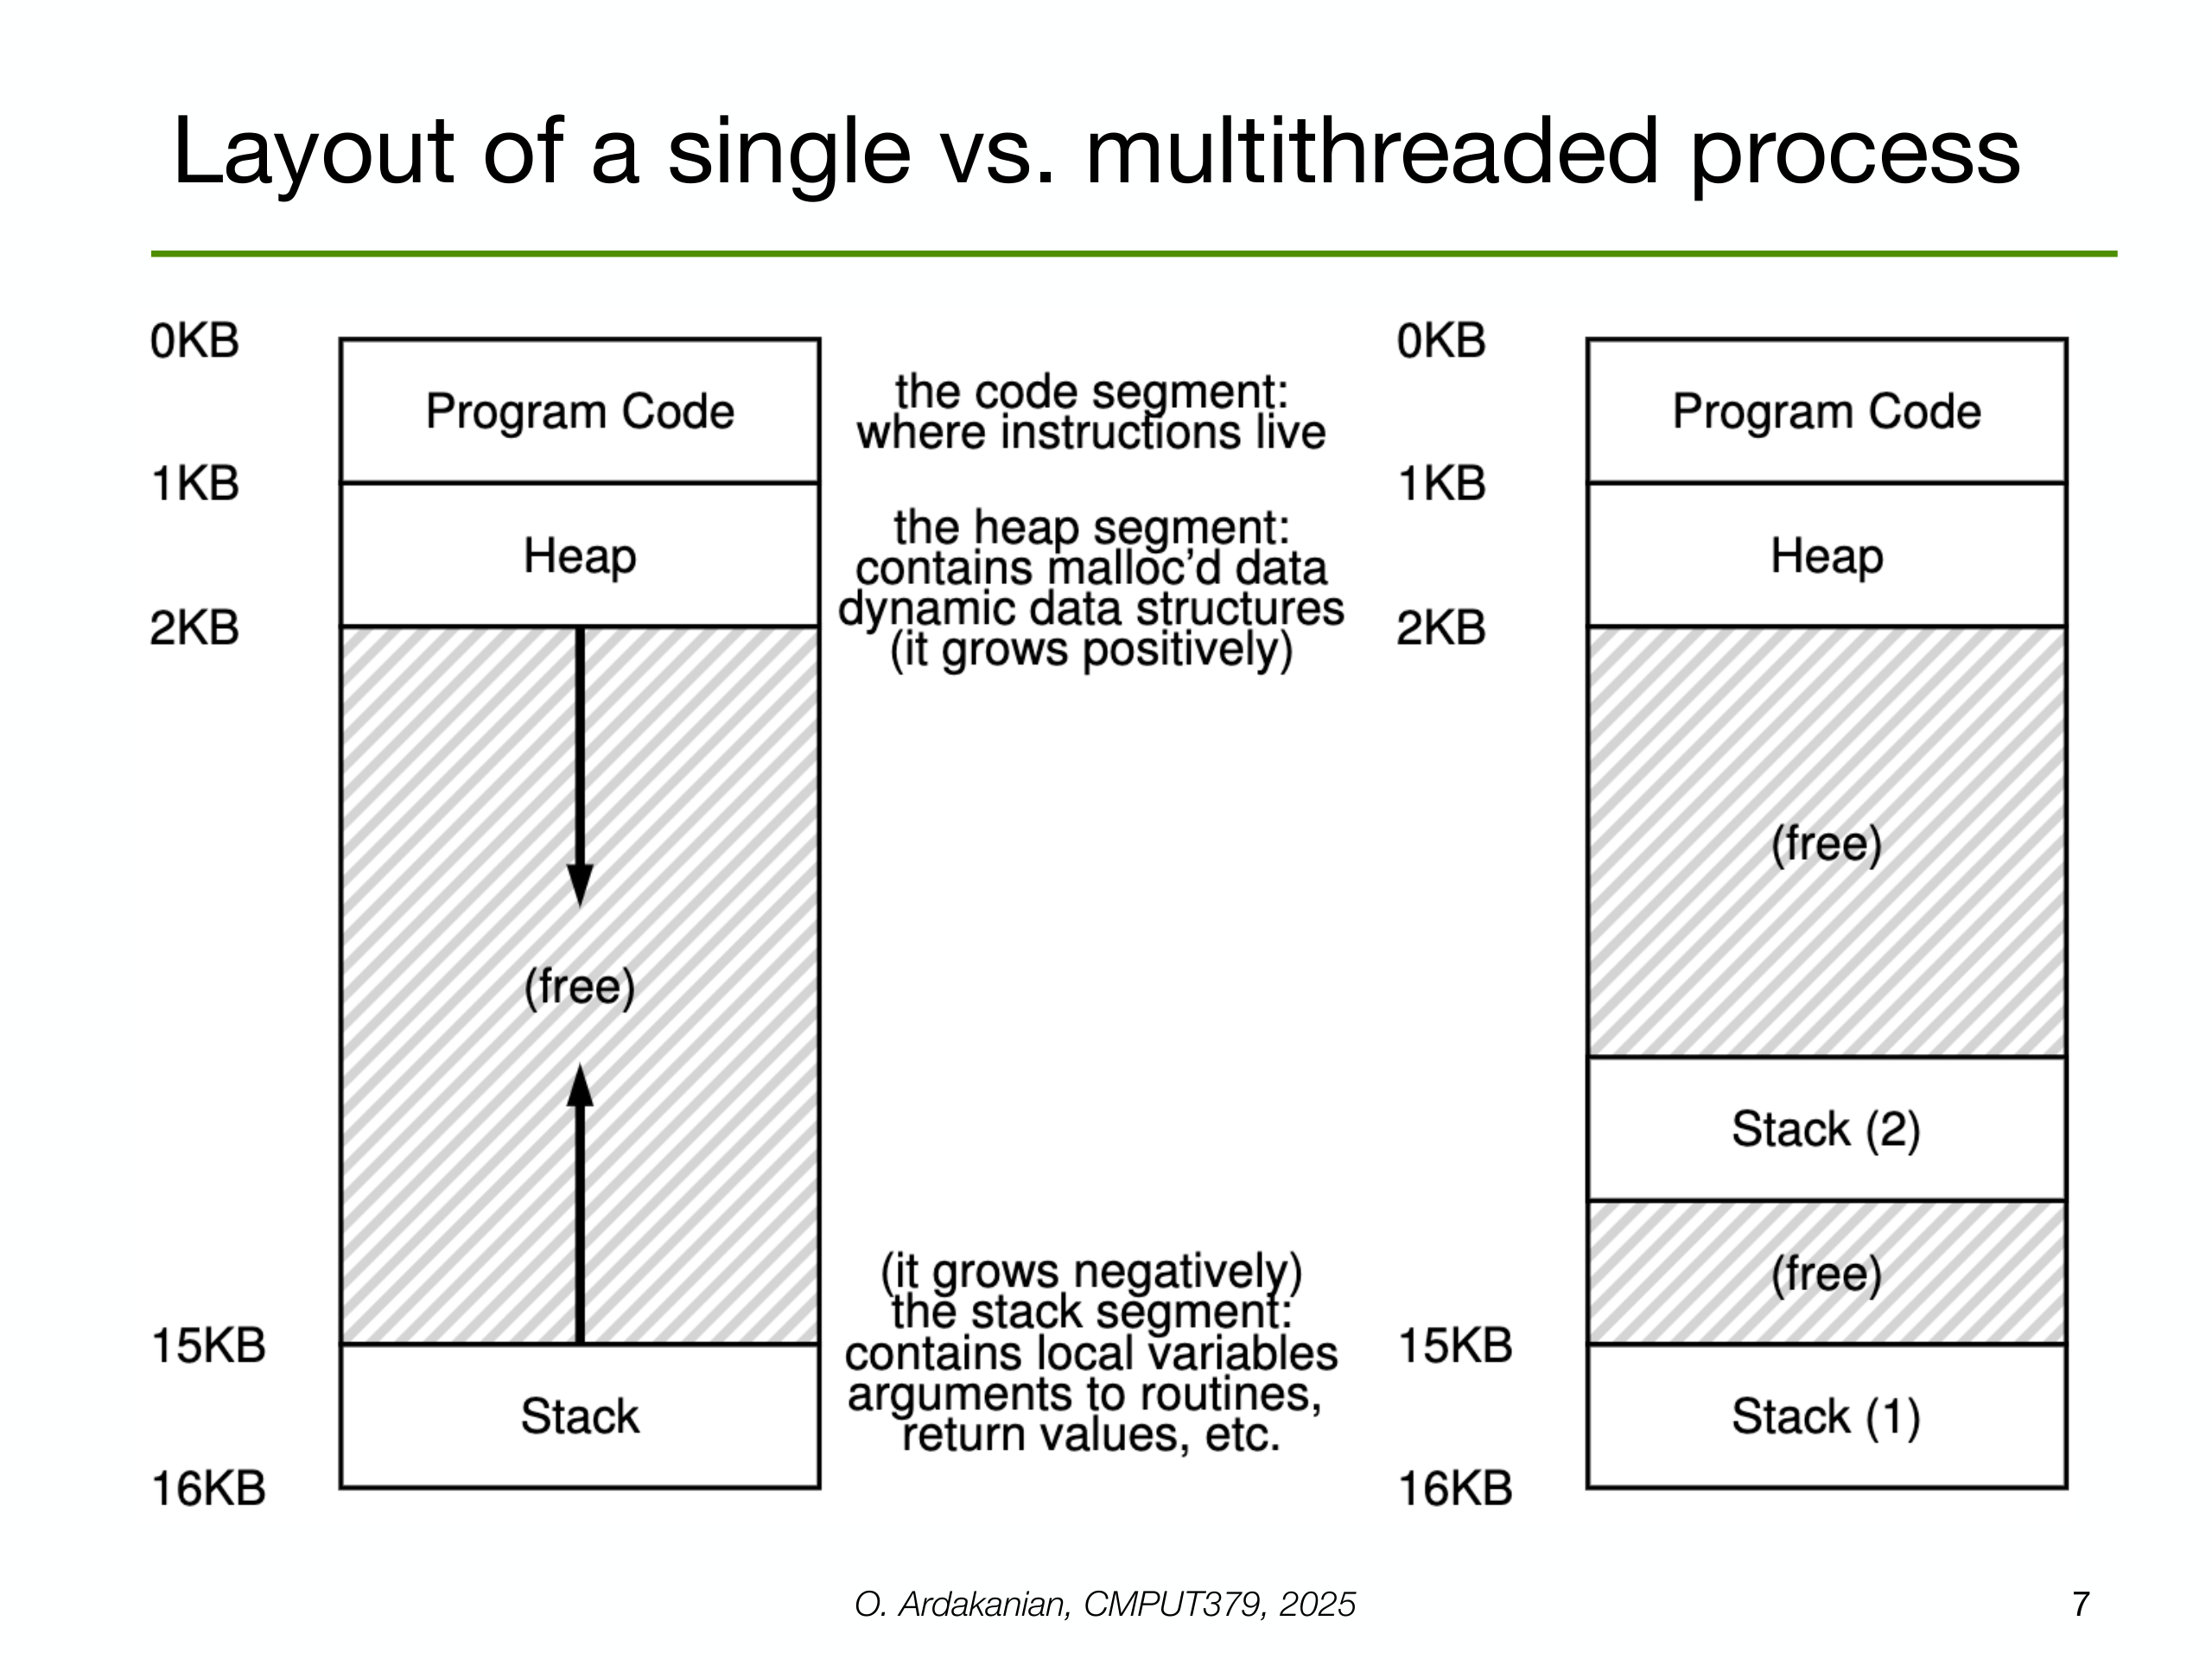 Layout of a single vs. multithreaded process
0KB
Program Code
1KB
Heap
2KB
(free)
15KB
Stack
16KB
the code segment:
where instructions live
the heap segment:
contains malloc’d data
dynamic data structures
(it grows positively)
(it grows negatively)
the stack segment:
contains local variables
arguments to routines,
return values, etc.
0KB
Program Code
1KB
Heap
2KB
(free)
Stack (2)
(free)
15KB
Stack (1)
16KB
O. Ardakanian, CMPUT379, 2025
7